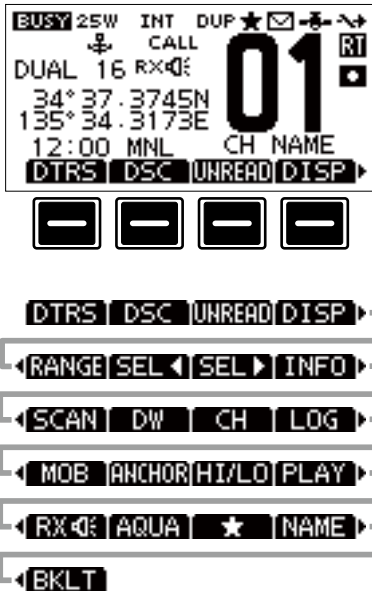 BUSY 25W INT DUP ★
CALL
RT
DUAL 16 RX
01
34°37.3745N
135°34.3173E
12:00 MNL CH NAME
DTRS DSC UNREAD DISP
DTRS DSC UNREAD DISP
RANGE SEL◀ SEL▶ INFO
SCAN DW CH LOG
MOB ANCHOR HI/LO PLAY
RX AQUA ★ NAME
BKLT